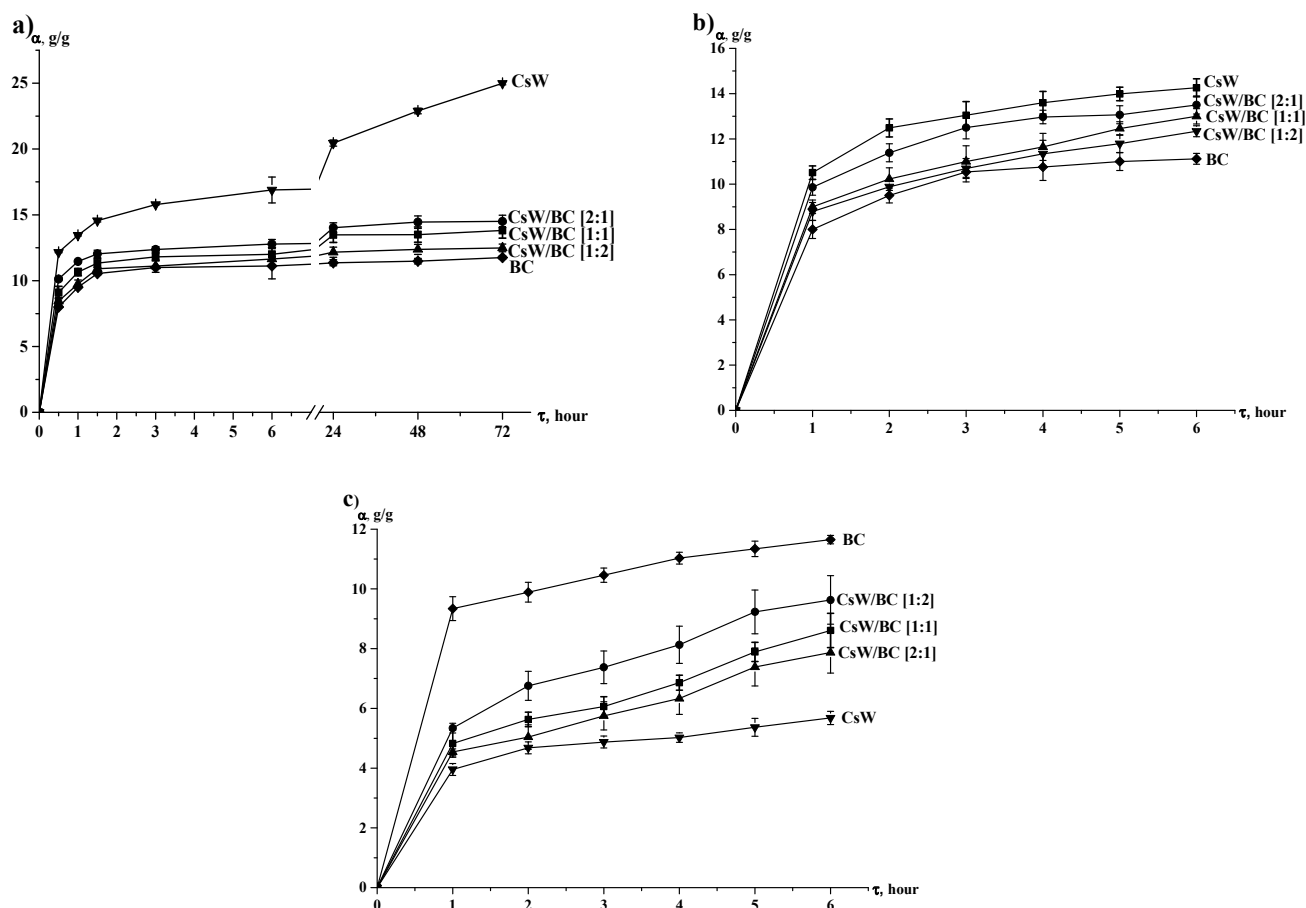 a)
α, g/g
25
20
15
10
5
0
0 1 2 3 4 5 6 24 48 72
τ, hour
CsW
CsW/BC [2:1]
CsW/BC [1:1]
CsW/BC [1:2]
BC
b)
α, g/g
16
14
12
10
8
6
4
2
0
0 1 2 3 4 5 6
τ, hour
CsW
CsW/BC [2:1]
CsW/BC [1:1]
CsW/BC [1:2]
BC
c)
α, g/g
12
10
8
6
4
2
0
0 1 2 3 4 5 6
τ, hour
BC
CsW/BC [1:2]
CsW/BC [1:1]
CsW/BC [2:1]
CsW